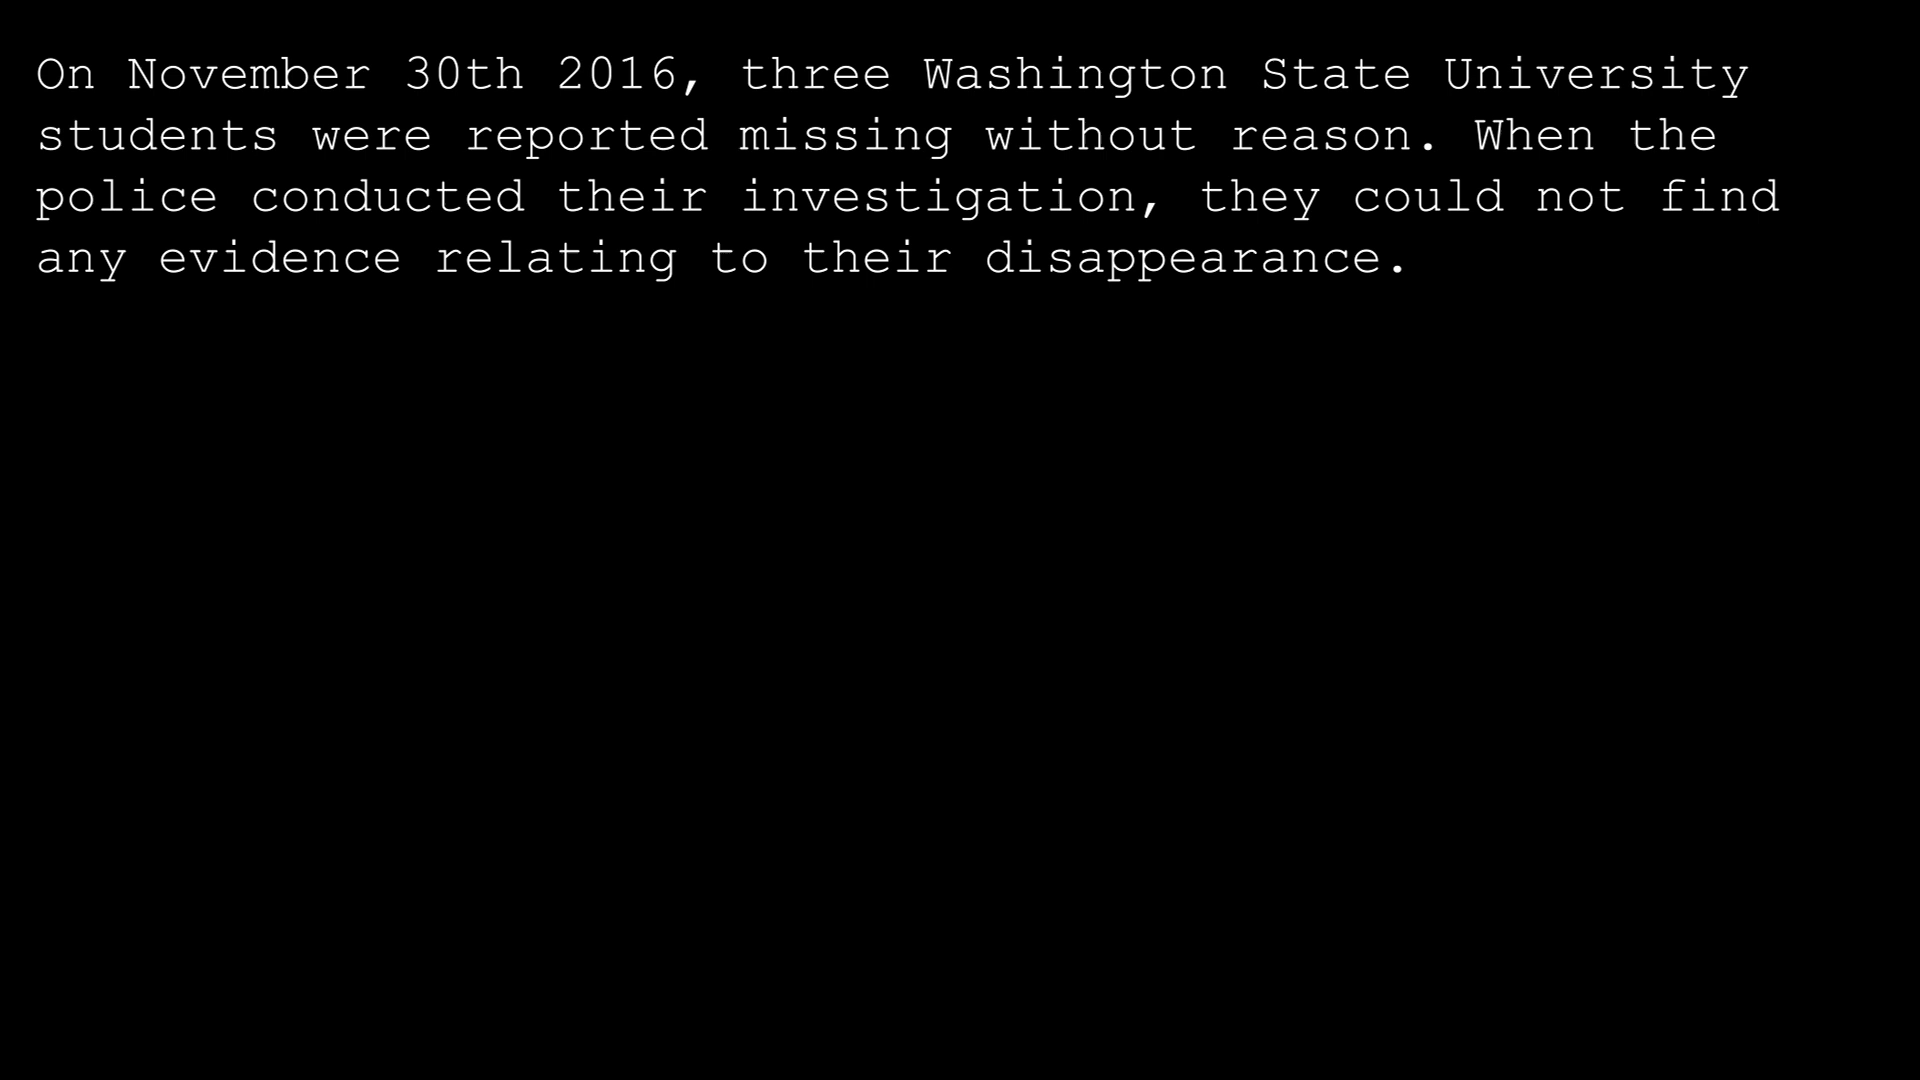 On November 30th 2016, three Washington State University
students were reported missing without reason. When the
police conducted their investigation, they could not find
any evidence relating to their disappearance.